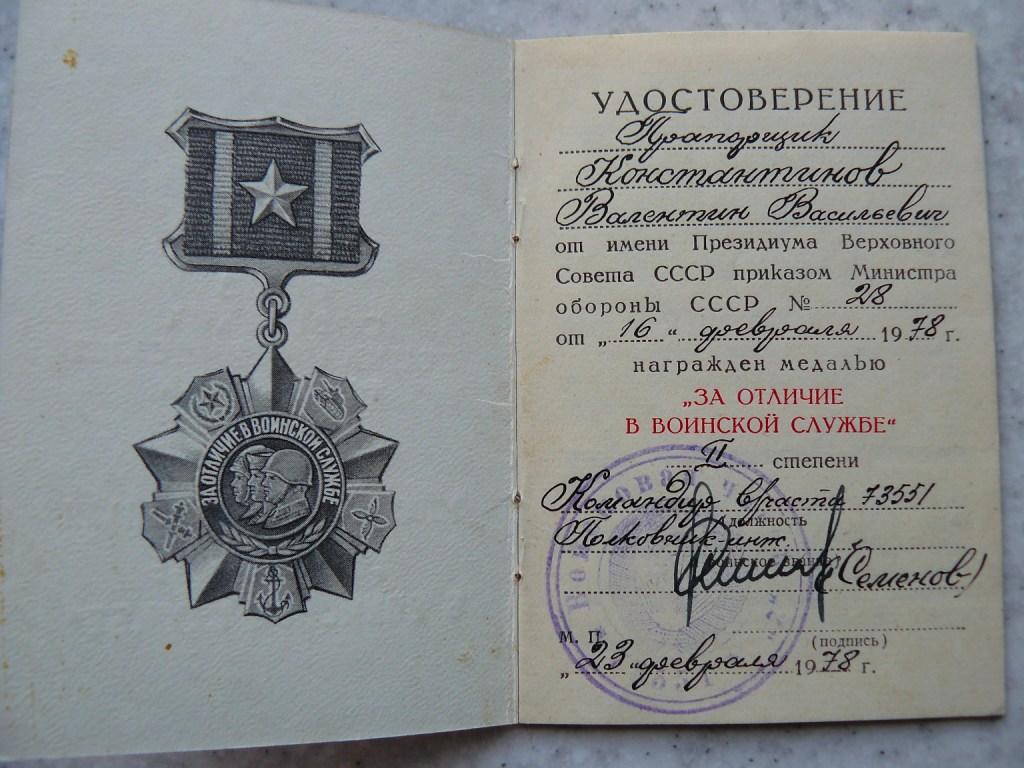 ЗА ОТЛИЧИЕ В ВОИНСКОЙ СЛУЖБЕ
УДОСТОВЕРЕНИЕ
Прапорщик
Константинов
Валентин Васильевич
от имени Президиума Верховного
Совета СССР приказом Министра
обороны СССР № 28
от „16“ февраля 1978 г.
награжден медалью
„ЗА ОТЛИЧИЕ
В ВОИНСКОЙ СЛУЖБЕ“
II степени
Командир в/части 73551
(должность
Полковник-инж.
воинское звание)
(Семенов)
М. П.
(подпись)
„23„ февраля 1978 г.